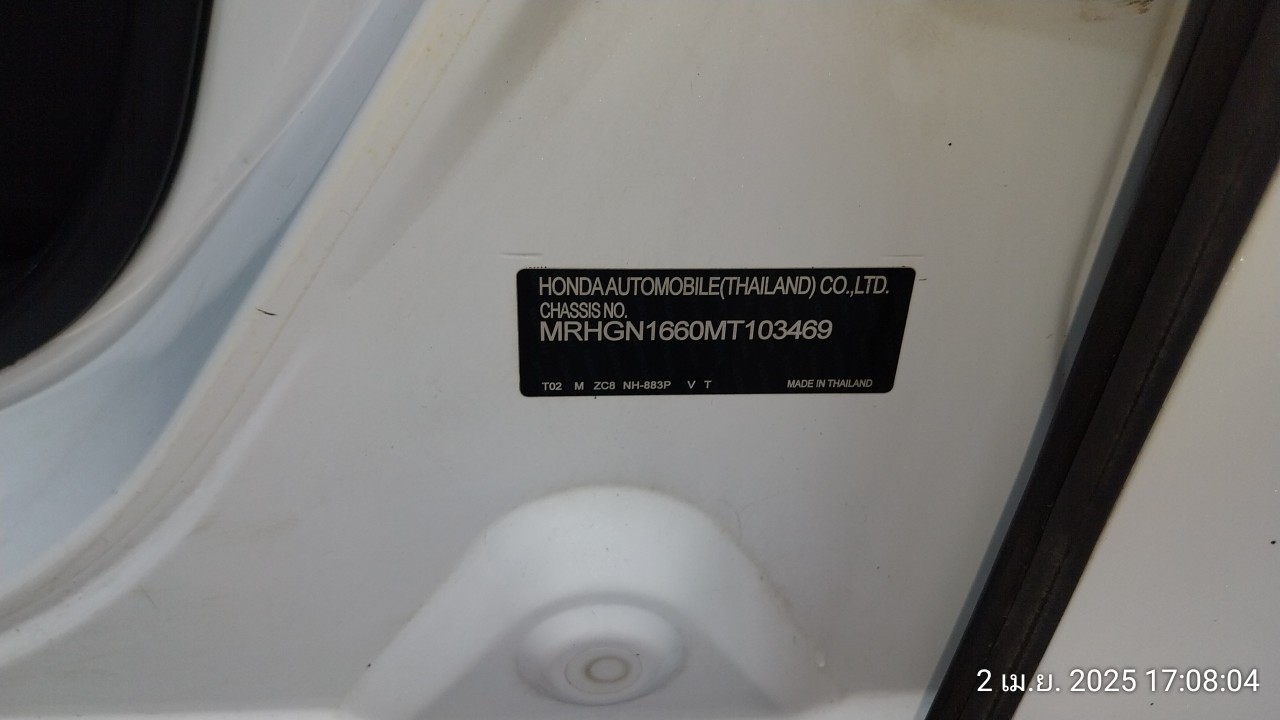 HONDA AUTOMOBILE (THAILAND) CO.,LTD.
CHASSIS NO.
MRHGN1660MT103469
T02 M ZC8 NH-883P V T MADE IN THAILAND
2 เม.ย. 2025 17:08:04